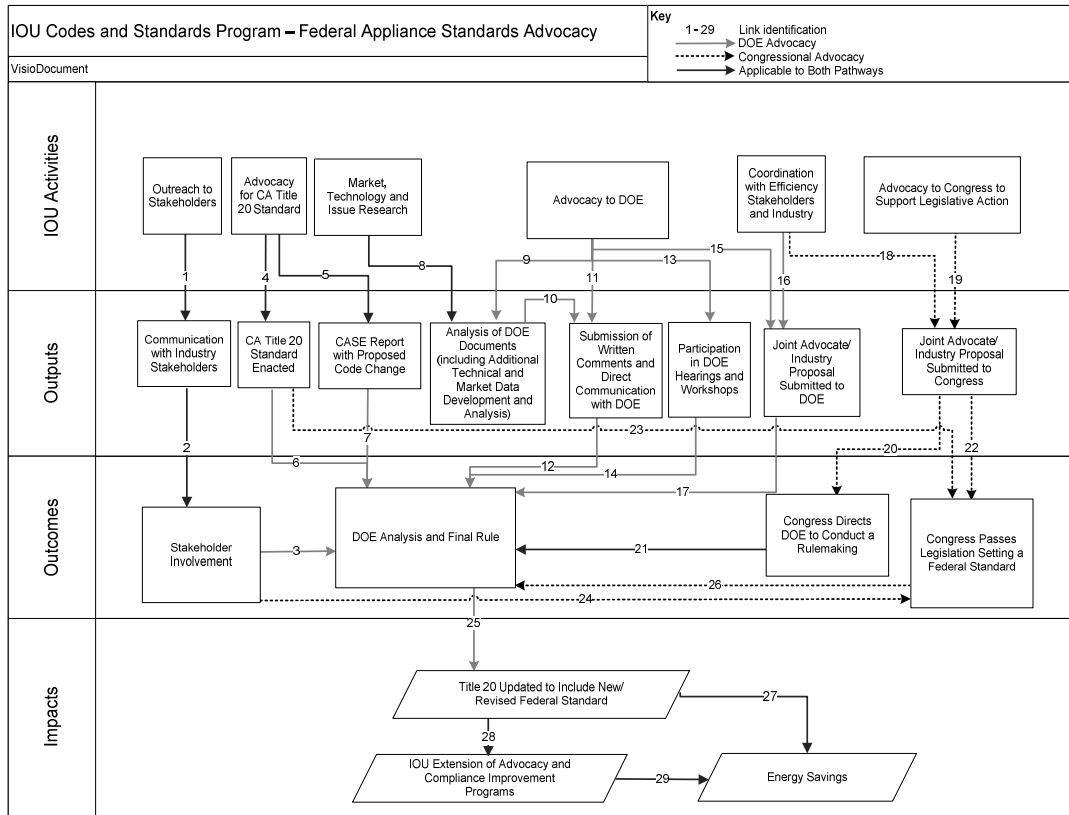 IOU Codes and Standards Program – Federal Appliance Standards Advocacy
VisioDocument
Key
1 - 29 Link identification
DOE Advocacy
Congressional Advocacy
Applicable to Both Pathways
IOU Activities
Outreach to
Stakeholders
Advocacy
for CA Title
20 Standard
Market,
Technology and
Issue Research
Advocacy to DOE
Coordination
with Efficiency
Stakeholders
and Industry
Advocacy to Congress to
Support Legislative Action
1
4
5
8
9
11
13
15
16
18
19
Outputs
Communication
with Industry
Stakeholders
CA Title 20
Standard
Enacted
CASE Report
with Proposed
Code Change
Analysis of DOE
Documents
(including Additional
Technical and
Market Data
Development and
Analysis)
10
Submission of
Written
Comments and
Direct
Communication
with DOE
Participation
in DOE
Hearings and
Workshops
Joint Advocate/
Industry
Proposal
Submitted to
DOE
Joint Advocate/
Industry Proposal
Submitted to
Congress
2
7
23
20
22
6
12
14
17
Outcomes
Stakeholder
Involvement
3
DOE Analysis and Final Rule
21
Congress Directs
DOE to Conduct a
Rulemaking
Congress Passes
Legislation Setting a
Federal Standard
26
24
25
Impacts
Title 20 Updated to Include New/
Revised Federal Standard
27
28
IOU Extension of Advocacy and
Compliance Improvement
Programs
29
Energy Savings